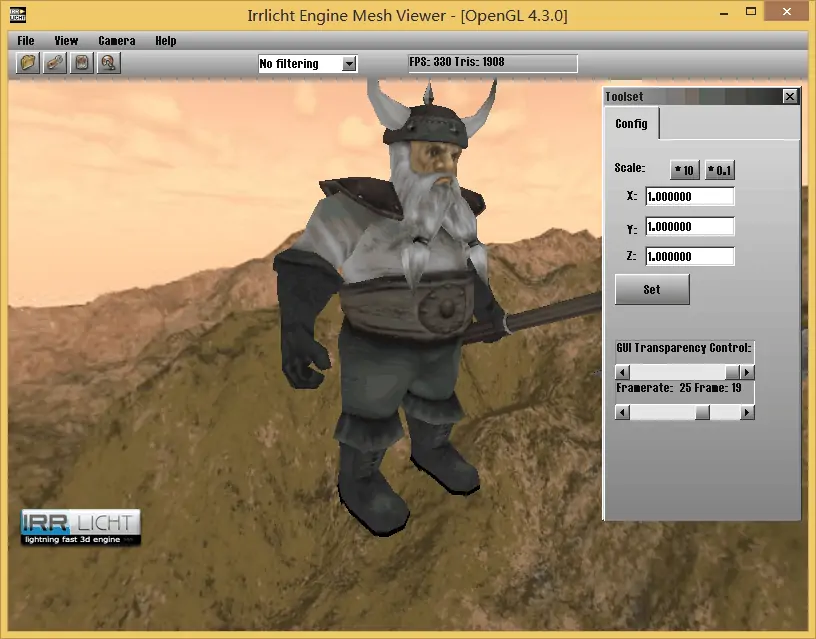 Irrlicht Engine Mesh Viewer - [OpenGL 4.3.0]
File View Camera Help
No filtering
FPS: 330 Tris: 1908
Toolset
Config
Scale: * 10 * 0.1
X: 1.000000
Y: 1.000000
Z: 1.000000
Set
GUI Transparency Control:
Framerate: 25 Frame: 19
IRR LICHT
lightning fast 3d engine